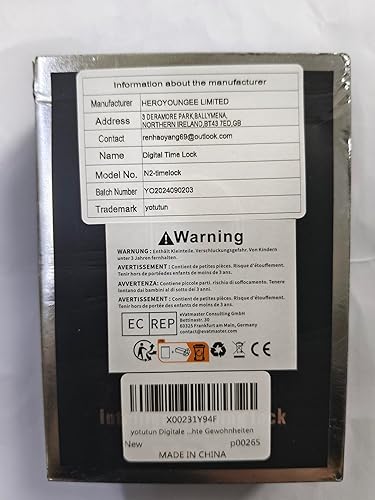 Information about the manufacturer
Manufacturer HEROYOUNGEE LIMITED
Address 3 DERAMORE PARK,BALLYMENA,
NORTHERN IRELAND,BT43 7ED,GB
Contact renhaoyang69@outlook.com
Name Digital Time Lock
Model No. N2-timelock
Batch Number YO2024090203
Trademark yotutun
Warning
WARNUNG : Enthält Kleinteile. Verschluckungsgefahr. Von Kindern
unter 3 Jahren fernhalten.
AVERTISSEMENT : Contient de petites pièces. Risque d'étouffement.
Tenir hors de portée des enfants de moins de 3 ans.
AVVERTENZA: Contiene piccole parti, rischio di soffocamento. Tenere
lontano dai bambini al di sotto dei 3 anni.
AVERTISSEMENT : Contient de petites pièces. Risque d'étouffement.
Tenir hors de portée des enfants de moins de 3 ans.
EC REP
eVatmaster Consulting GmbH
Bettinastr. 30
60325 Frankfurt am Main, Germany
contact@evatmaster.com
CE
X00231Y94F
yotutun Digitale ...hte Gewohnheiten
New p00265
MADE IN CHINA